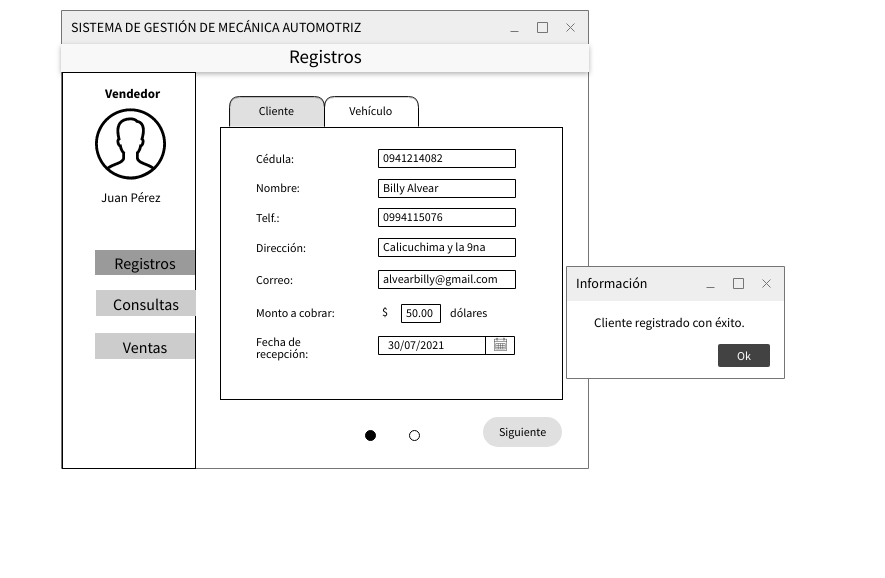 SISTEMA DE GESTIÓN DE MECÁNICA AUTOMOTRIZ
Registros
Vendedor
Juan Pérez
Registros
Consultas
Ventas
Cliente
Vehículo
Cédula: 0941214082
Nombre: Billy Alvear
Telf.: 0994115076
Dirección: Calicuchima y la 9na
Correo: alvearbilly@gmail.com
Monto a cobrar: $ 50.00 dólares
Fecha de
recepción: 30/07/2021
Siguiente
Información
Cliente registrado con éxito.
Ok